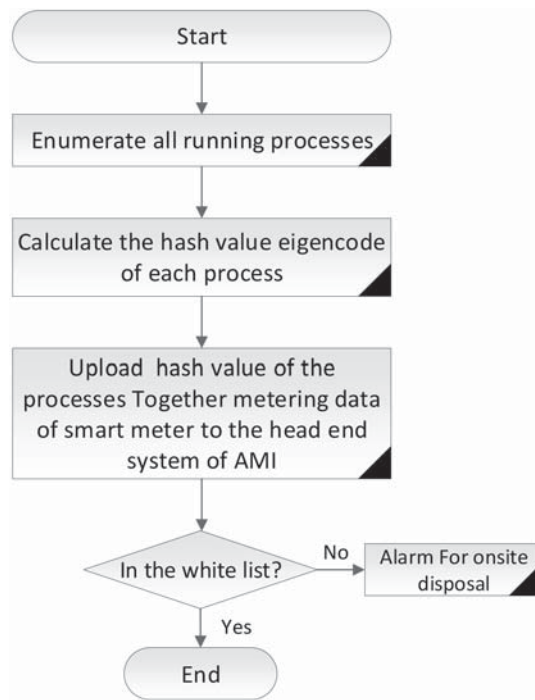 Start
Enumerate all running processes
Calculate the hash value eigencode
of each process
Upload hash value of the
processes Together metering data
of smart meter to the head end
system of AMI
In the white list?
No
Alarm For onsite
disposal
Yes
End